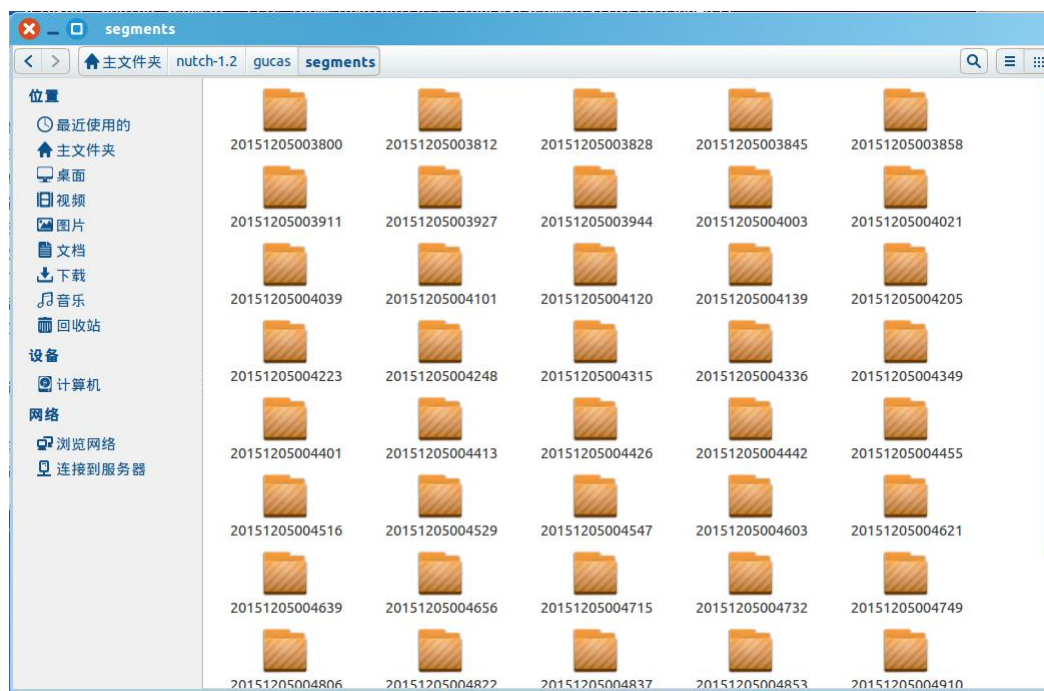 segments
主文件夹 nutch-1.2 gucas segments
位置
最近使用的
主文件夹
桌面
视频
图片
文档
下载
音乐
回收站
设备
计算机
网络
浏览网络
连接到服务器
20151205003800 20151205003812 20151205003828 20151205003845 20151205003858
20151205003911 20151205003927 20151205003944 20151205004003 20151205004021
20151205004039 20151205004101 20151205004120 20151205004139 20151205004205
20151205004223 20151205004248 20151205004315 20151205004336 20151205004349
20151205004401 20151205004413 20151205004426 20151205004442 20151205004455
20151205004516 20151205004529 20151205004547 20151205004603 20151205004621
20151205004639 20151205004656 20151205004715 20151205004732 20151205004749
20151205004806 20151205004822 20151205004837 20151205004853 20151205004910